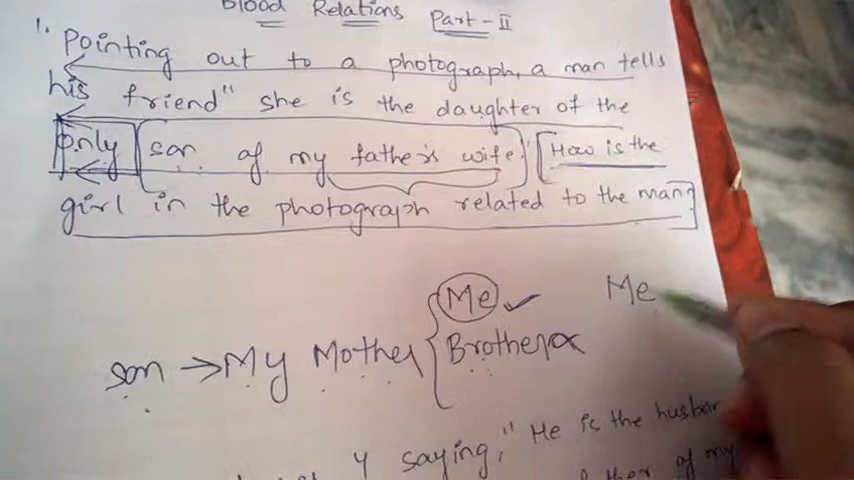 Blood Relations Part-II
1. Pointing out to a photograph, a man tells
his friend" she is the daughter of the
only son of my father's wife" How is the
girl in the photograph related to the man?
Me Me
son → My Mother Brother x
y saying," He is the husban
of my